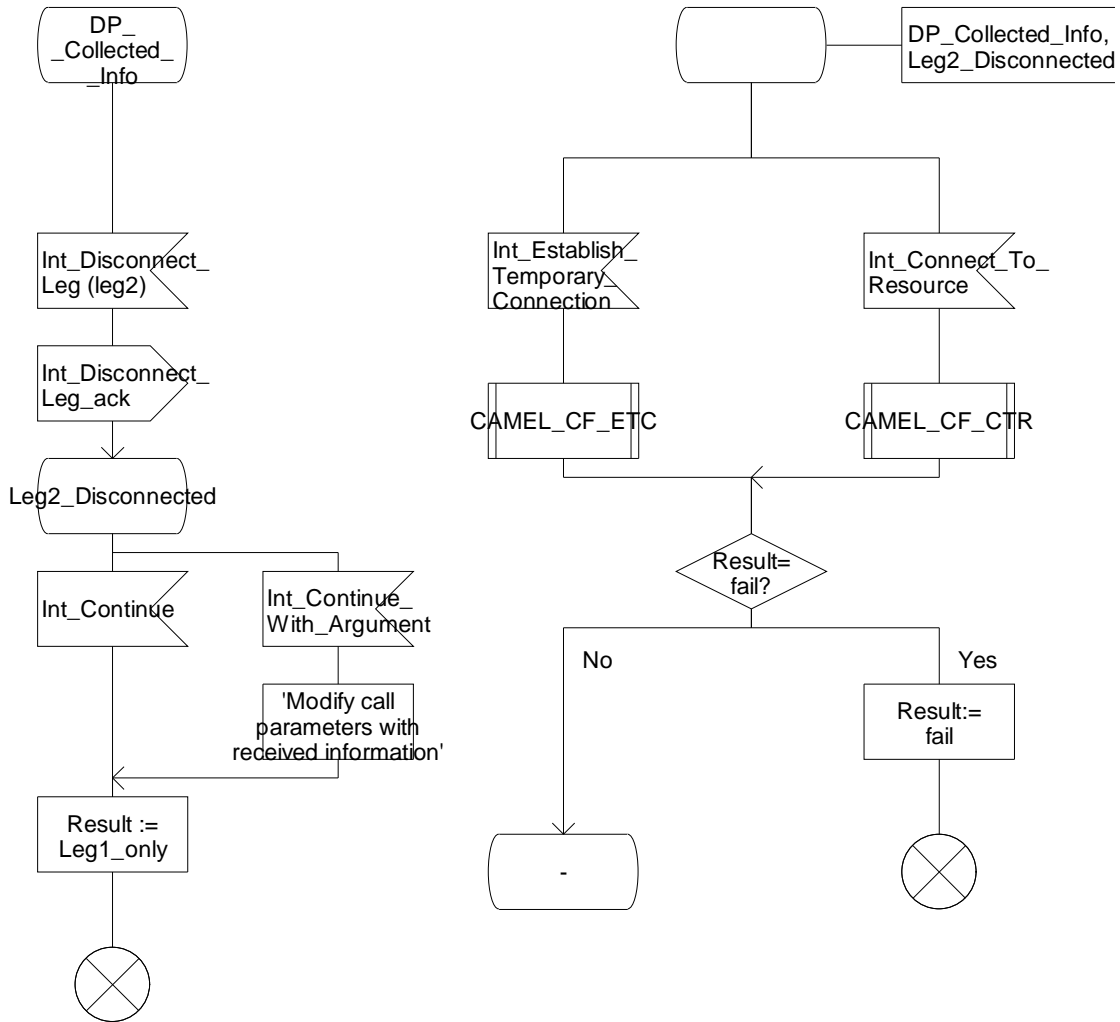 DP_
_Collected_
_Info
Int_Disconnect_
Leg (leg2)
Int_Disconnect_
Leg_ack
Leg2_Disconnected
Int_Continue
Int_Continue_
With_Argument
'Modify call
parameters with
received information'
Result :=
Leg1_only
DP_Collected_Info,
Leg2_Disconnected
Int_Establish_
Temporary_
Connection
Int_Connect_To_
Resource
CAMEL_CF_ETC
CAMEL_CF_CTR
Result=
fail?
No
Yes
Result:=
fail
-